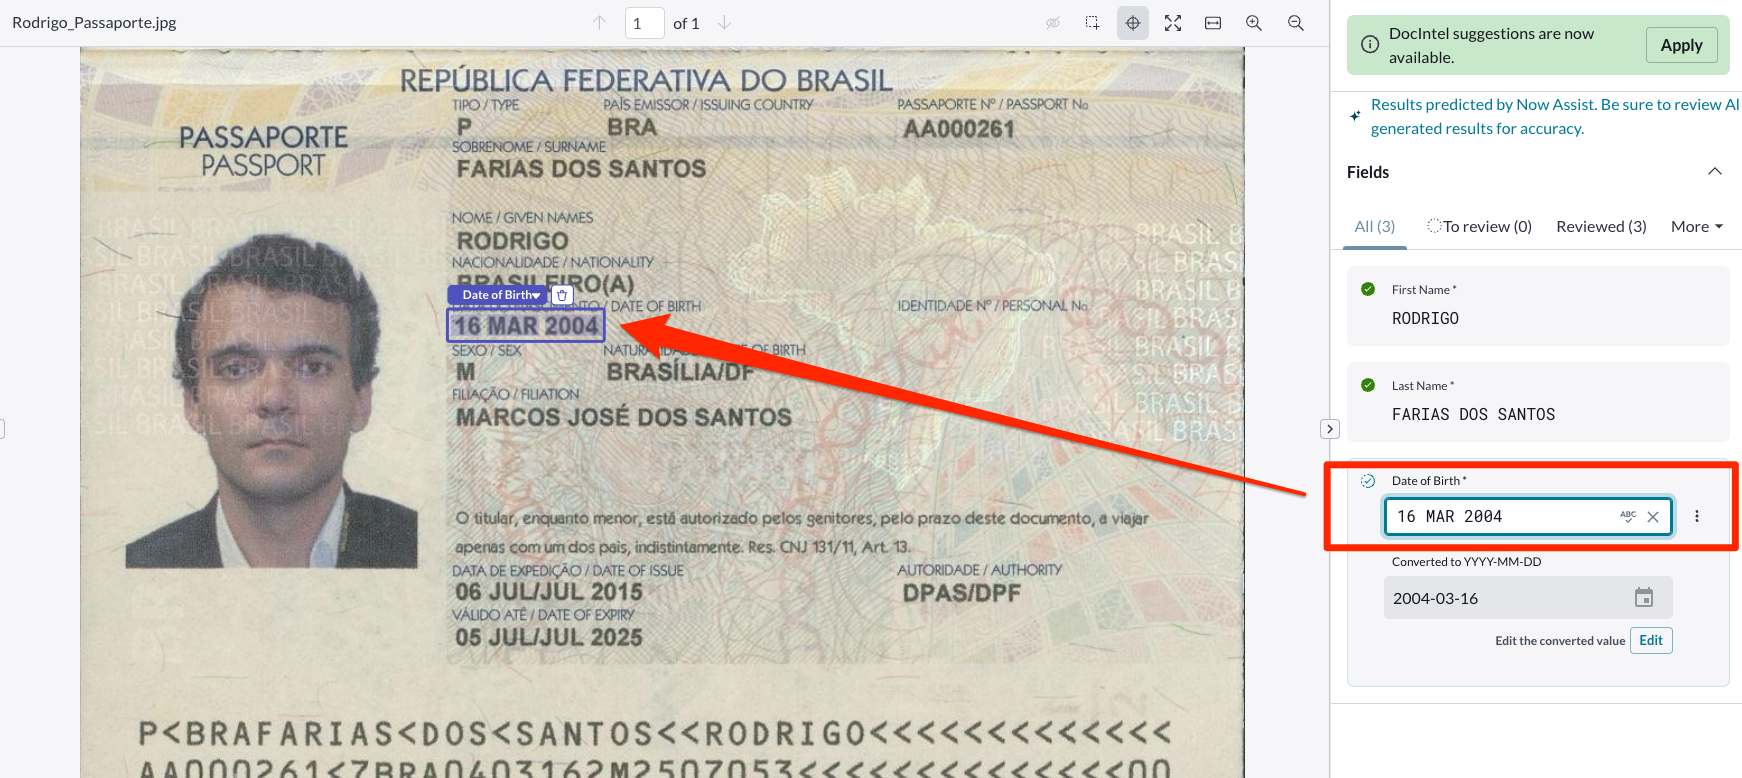 Rodrigo_Passaporte.jpg
1 of 1
REPÚBLICA FEDERATIVA DO BRASIL
PASSAPORTE
PASSPORT
TIPO / TYPE
PAÍS EMISSOR / ISSUING COUNTRY
PASSAPORTE Nº / PASSPORT No
P
BRA
AA000261
SOBRENOME / SURNAME
FARIAS DOS SANTOS
NOME / GIVEN NAMES
RODRIGO
NACIONALIDADE / NATIONALITY
BRASILEIRO(A)
Date of Birth
/ DATE OF BIRTH
IDENTIDADE Nº / PERSONAL No
16 MAR 2004
SEXO / SEX
OF BIRTH
M
BRASÍLIA/DF
FILIAÇÃO / FILIATION
MARCOS JOSÉ DOS SANTOS
O titular, enquanto menor, está autorizado pelos genitores, pelo prazo deste documento, a viajar
apenas com um dos pais, indistintamente. Res. CNJ 131/11, Art. 13.
DATA DE EXPEDIÇÃO / DATE OF ISSUE
AUTORIDADE / AUTHORITY
06 JUL/JUL 2015
DPAS/DPF
VÁLIDO ATÉ / DATE OF EXPIRY
05 JUL/JUL 2025
P<BRAFARIAS<DOS<SANTOS<<RODRIGO<<<<<<<<<<<<<
AA000261<7BRA0403162M2507053<<<<<<<<<<<<<<00
DocIntel suggestions are now
available.
Apply
Results predicted by Now Assist. Be sure to review AI
generated results for accuracy.
Fields
All (3)
To review (0)
Reviewed (3)
More
First Name *
RODRIGO
Last Name *
FARIAS DOS SANTOS
Date of Birth *
16 MAR 2004
ABC
Converted to YYYY-MM-DD
2004-03-16
Edit the converted value
Edit